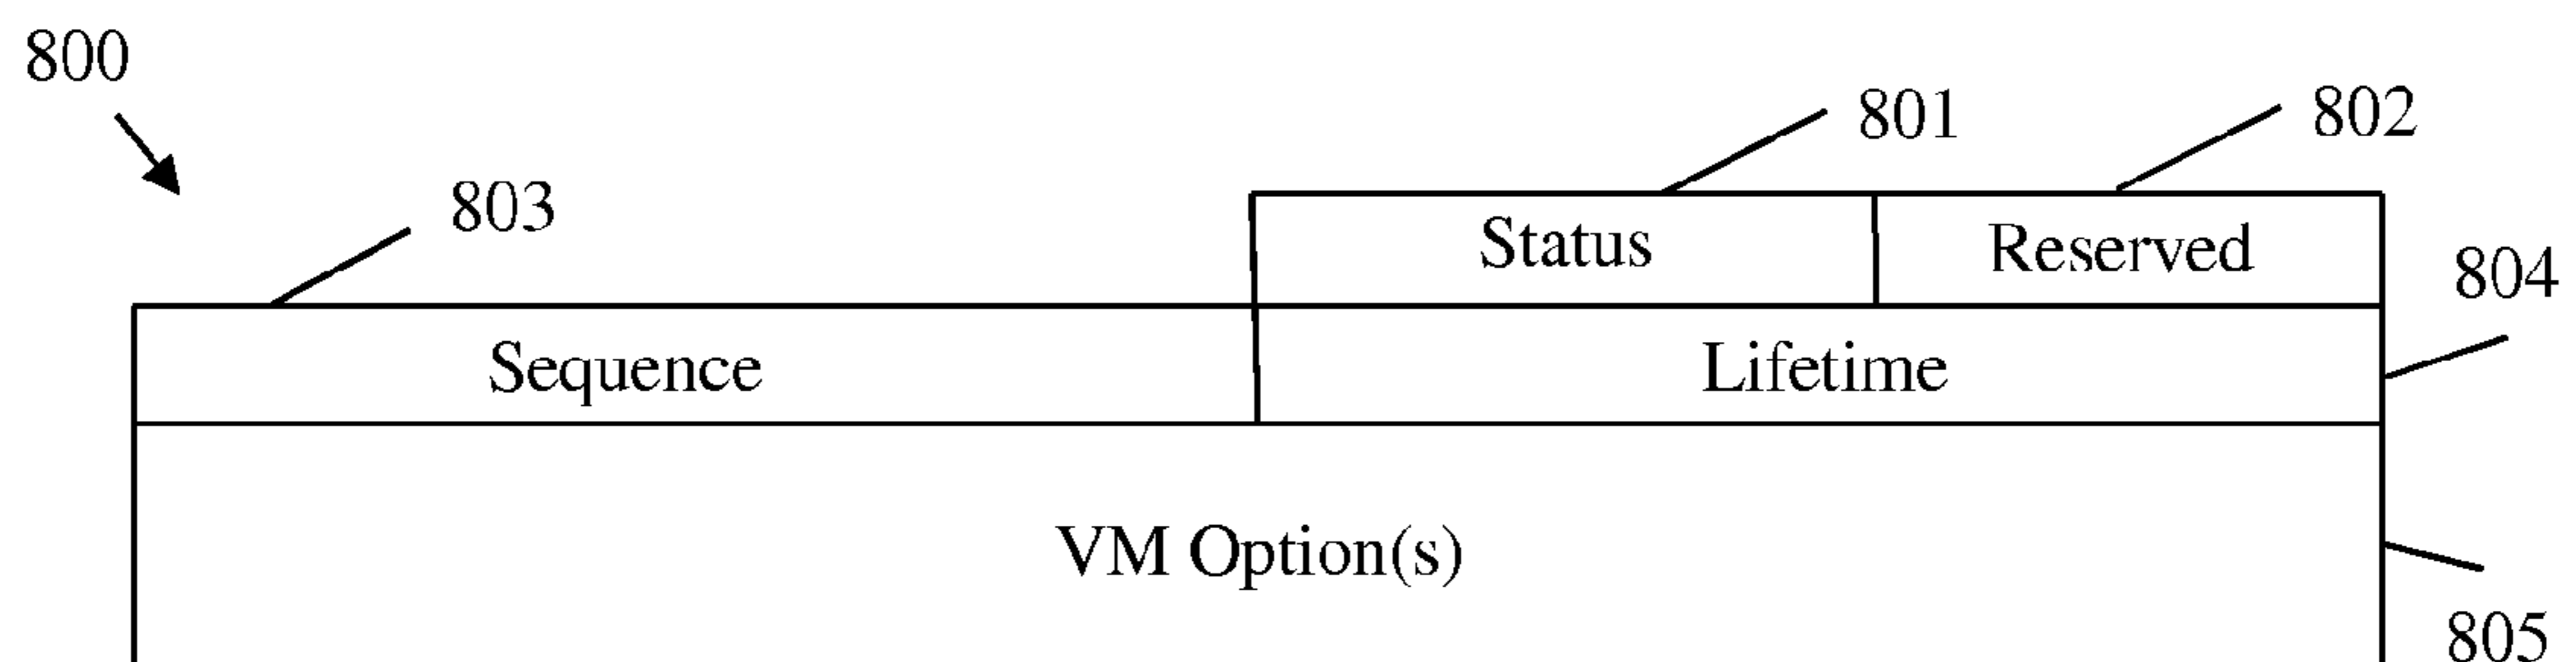 800
801
802
803
Status
Reserved
804
Sequence
Lifetime
VM Option(s)
805